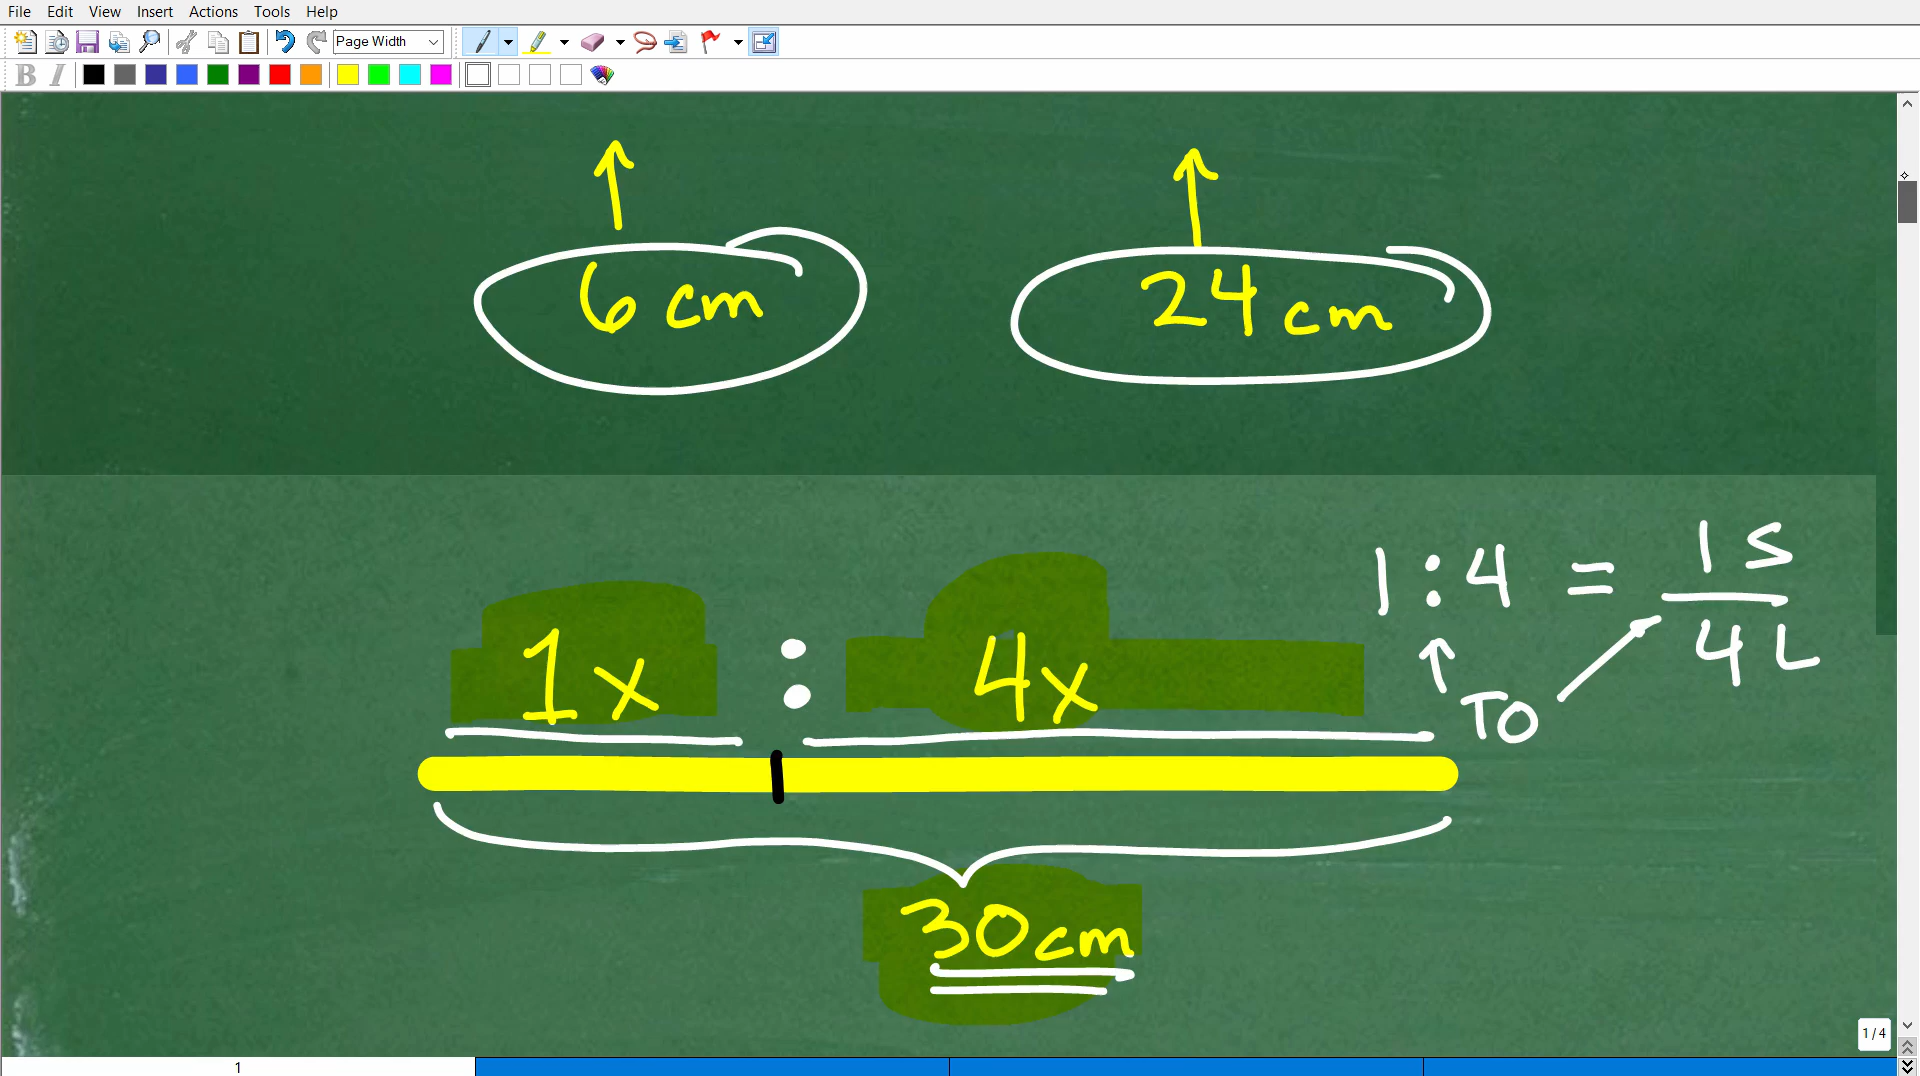 File Edit View Insert Actions Tools Help
Page Width
B I
6 cm 24 cm
1:4 = 1 S
4 L
TO
1x : 4x
30cm
1/4
1